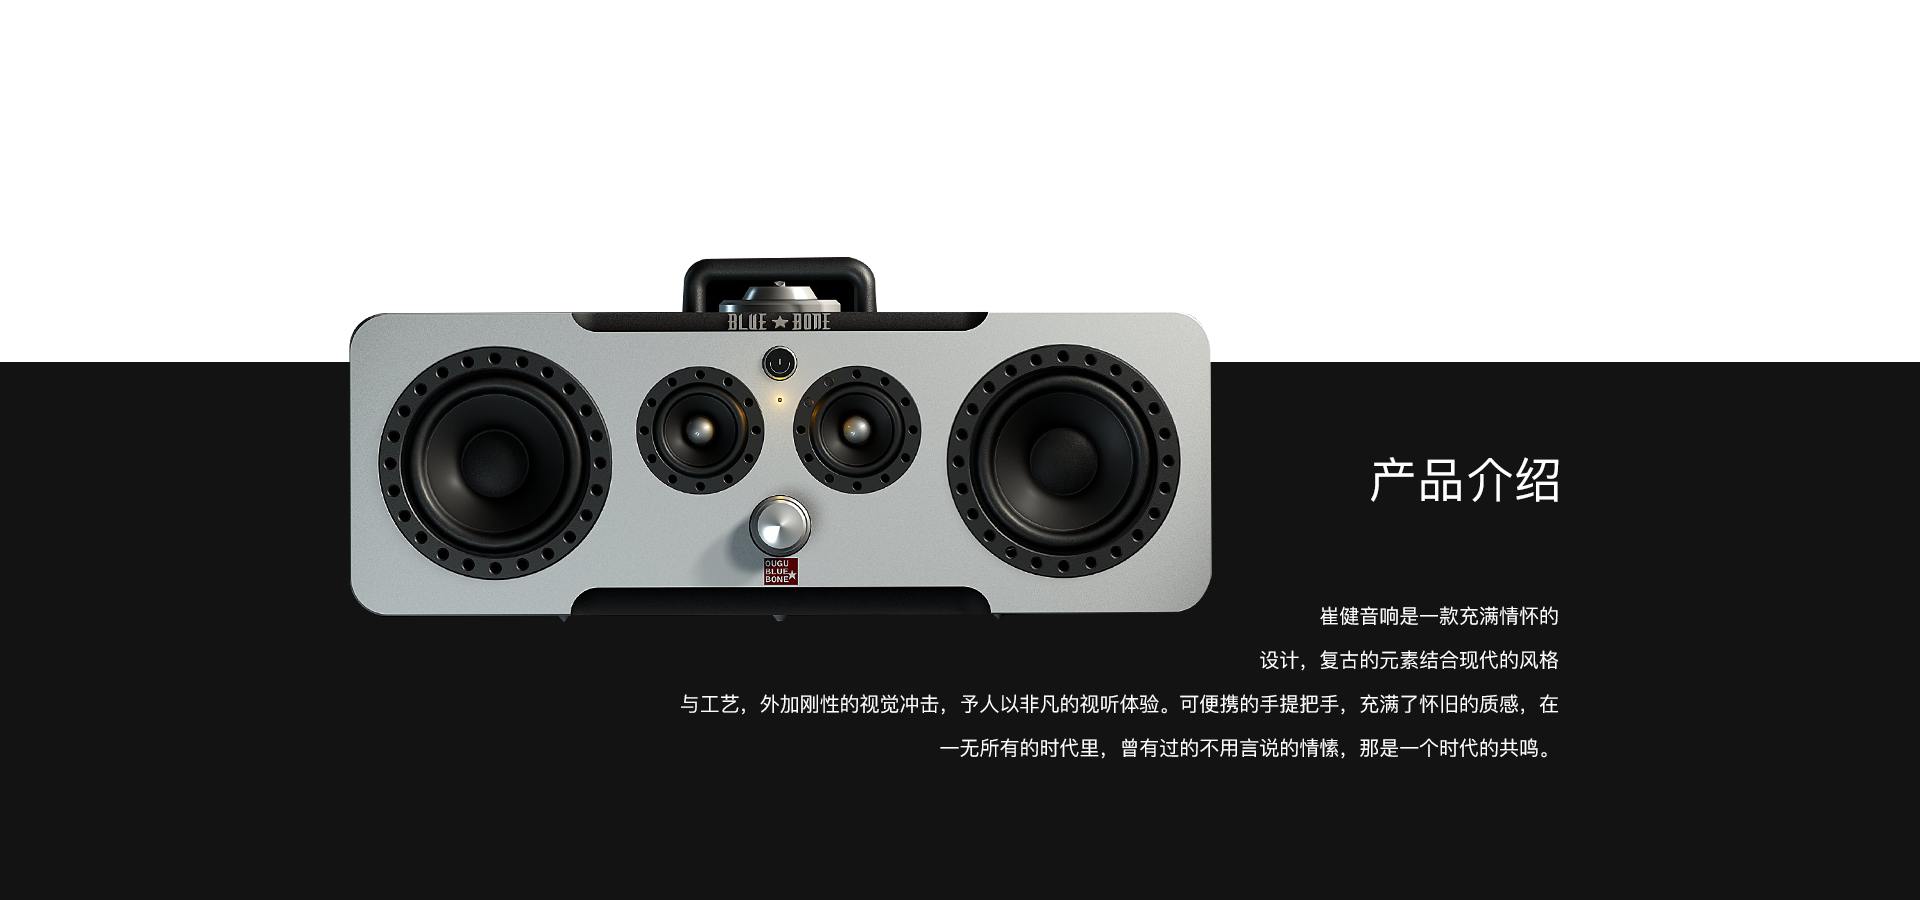 BLUE★BONE
OUGU
BLUE
BONE★
产品介绍
崔健音响是一款充满情怀的
设计，复古的元素结合现代的风格
与工艺，外加刚性的视觉冲击，予人以非凡的视听体验。可便携的手提把手，充满了怀旧的质感，在
一无所有的时代里，曾有过的不用言说的情愫，那是一个时代的共鸣。